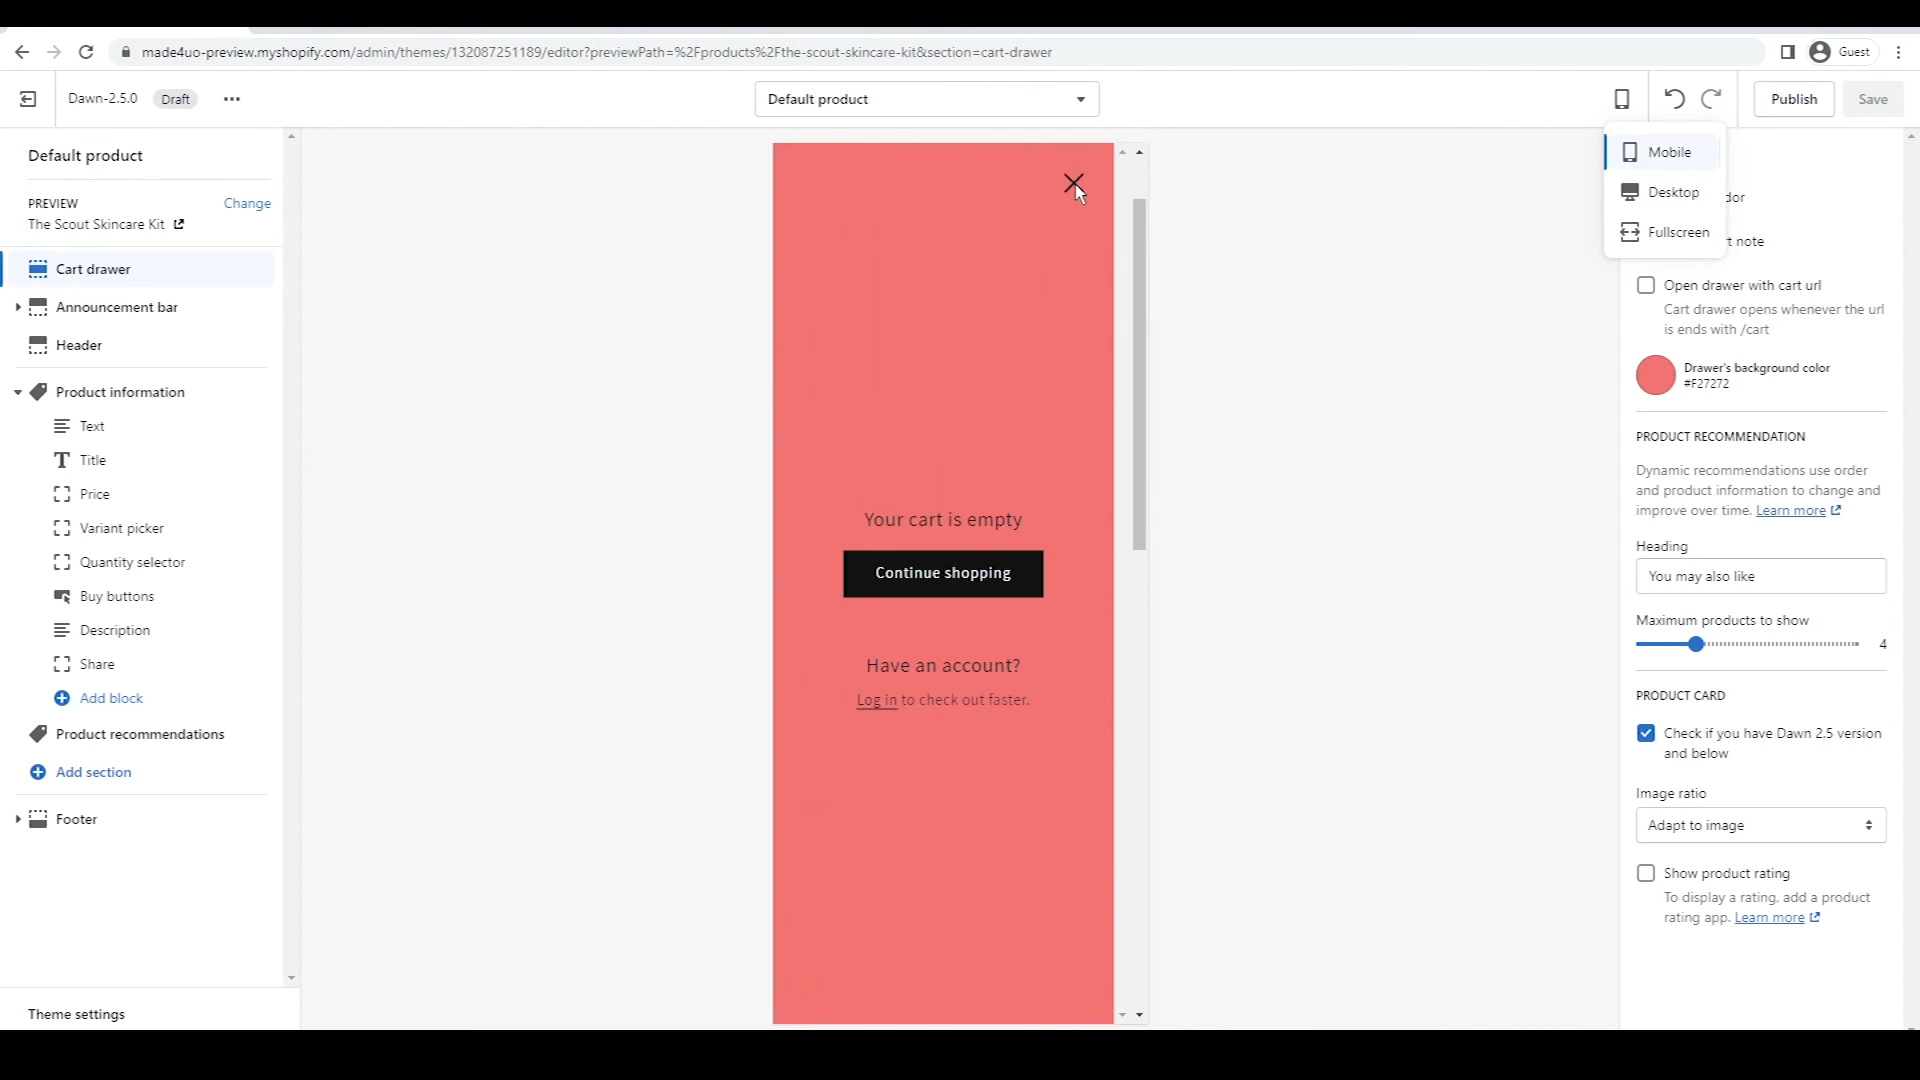 made4uo-preview.myshopify.com/admin/themes/132087251189/editor?previewPath=%2Fproducts%2Fthe-scout-skincare-kit&section=cart-drawer
Guest
Dawn-2.5.0
Draft
Default product
Publish
Save
Default product
PREVIEW
Change
The Scout Skincare Kit
Cart drawer
Announcement bar
Header
Product information
Text
Title
Price
Variant picker
Quantity selector
Buy buttons
Description
Share
Add block
Product recommendations
Add section
Footer
Theme settings
Your cart is empty
Continue shopping
Have an account?
Log in to check out faster.
Mobile
Desktop
Fullscreen
dor
t note
Open drawer with cart url
Cart drawer opens whenever the url
is ends with /cart
Drawer's background color
#F27272
PRODUCT RECOMMENDATION
Dynamic recommendations use order
and product information to change and
improve over time. Learn more
Heading
You may also like
Maximum products to show
4
PRODUCT CARD
Check if you have Dawn 2.5 version
and below
Image ratio
Adapt to image
Show product rating
To display a rating, add a product
rating app. Learn more